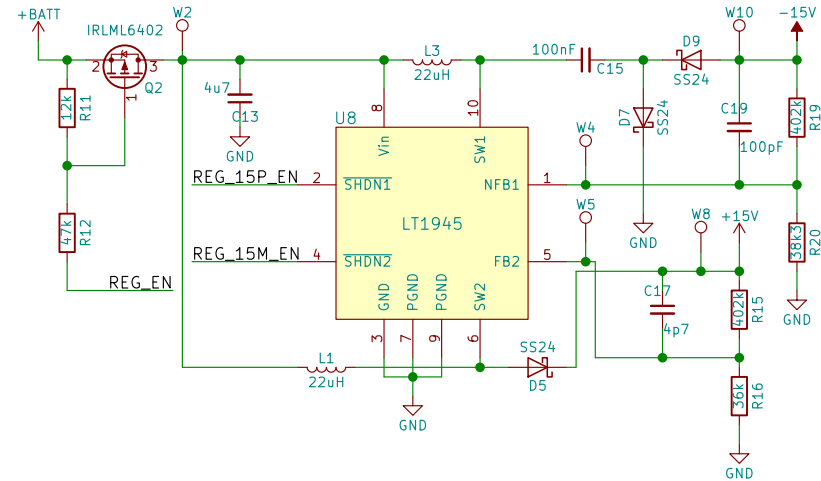 +BATT
W2
W10
-15V
IRLML6402
L3
100nF
D9
2
3
Q2
22uH
C15
SS24
12k
R11
4u7
C13
1
GND
8
10
D7
SS24
C19
100pF
402k
R19
U8
Vin
SW1
W4
REG_15P_EN
2
SHDN1
NFB1
1
47k
R12
LT1945
W5
W8
+15V
GND
38k3
R20
REG_15M_EN
4
SHDN2
FB2
5
REG_EN
GND
PGND
PGND
SW2
C17
4p7
402k
R15
GND
3
7
9
6
SS24
L1
22uH
D5
36k
R16
GND
GND